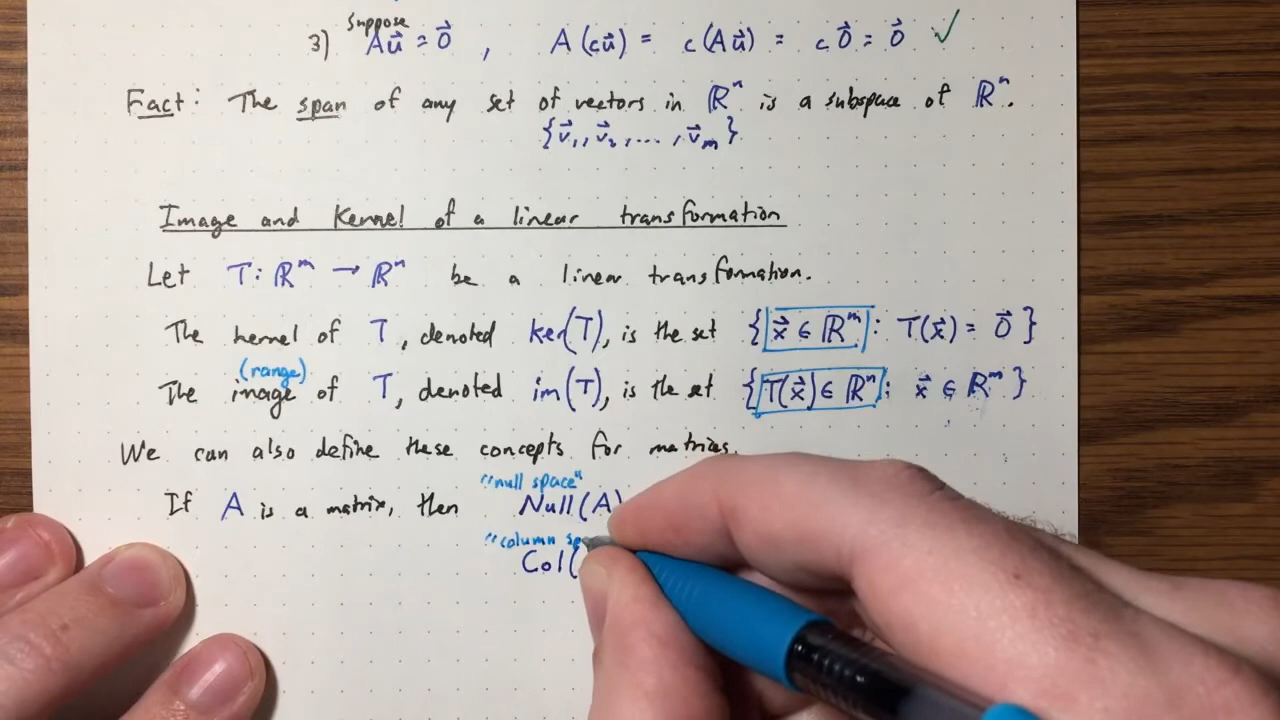 suppose
3) Au⃗ = 0⃗ , A(cu⃗) = c(Au⃗) = c0⃗ = 0⃗ ✓
Fact: The span of any set of vectors in ℝⁿ is a subspace of ℝⁿ.
{v⃗₁, v⃗₂, ..., v⃗ₘ}
Image and Kernel of a linear transformation
Let T: ℝᵐ → ℝⁿ be a linear transformation.
The kernel of T, denoted ker(T), is the set {x⃗ ∈ ℝᵐ : T(x⃗) = 0⃗}
(range)
The image of T, denoted im(T), is the set {T(x⃗) ∈ ℝⁿ : x⃗ ∈ ℝᵐ}
We can also define these concepts for matrices.
"null space"
If A is a matrix, then Null(A)
"column sp
Col(